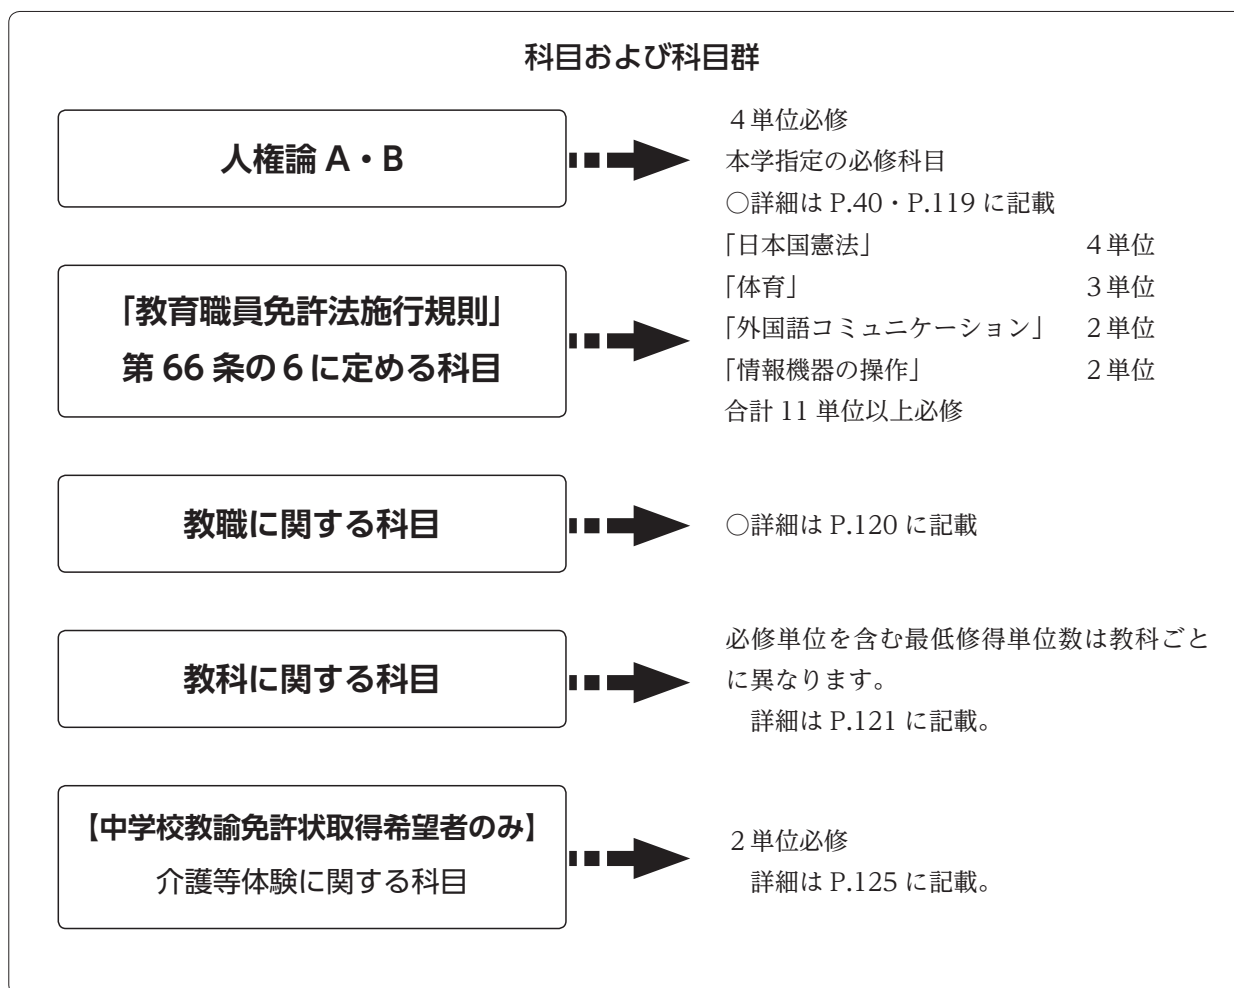 科目および科目群
人権論 A・B
４単位必修
本学指定の必修科目
○詳細は P.40・P.119 に記載
「教育職員免許法施行規則」
第 66 条の６に定める科目
「日本国憲法」 ４単位
「体育」 ３単位
「外国語コミュニケーション」 ２単位
「情報機器の操作」 ２単位
合計 11 単位以上必修
教職に関する科目
○詳細は P.120 に記載
教科に関する科目
必修単位を含む最低修得単位数は教科ごと
に異なります。
詳細は P.121 に記載。
【中学校教諭免許状取得希望者のみ】
介護等体験に関する科目
２単位必修
詳細は P.125 に記載。